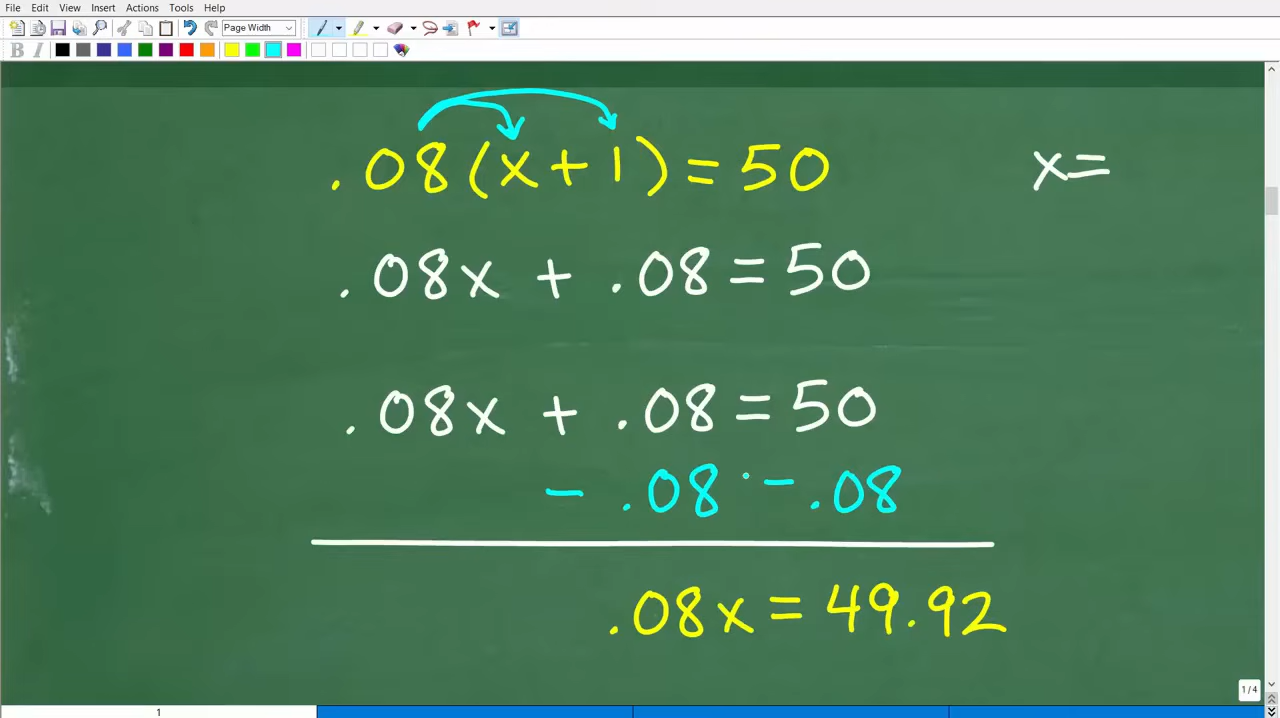 File Edit View Insert Actions Tools Help
Page Width
B I
.08(x+1)=50
x=
.08x + .08=50
.08x + .08=50
- .08 - .08
.08x = 49.92
1/4
1